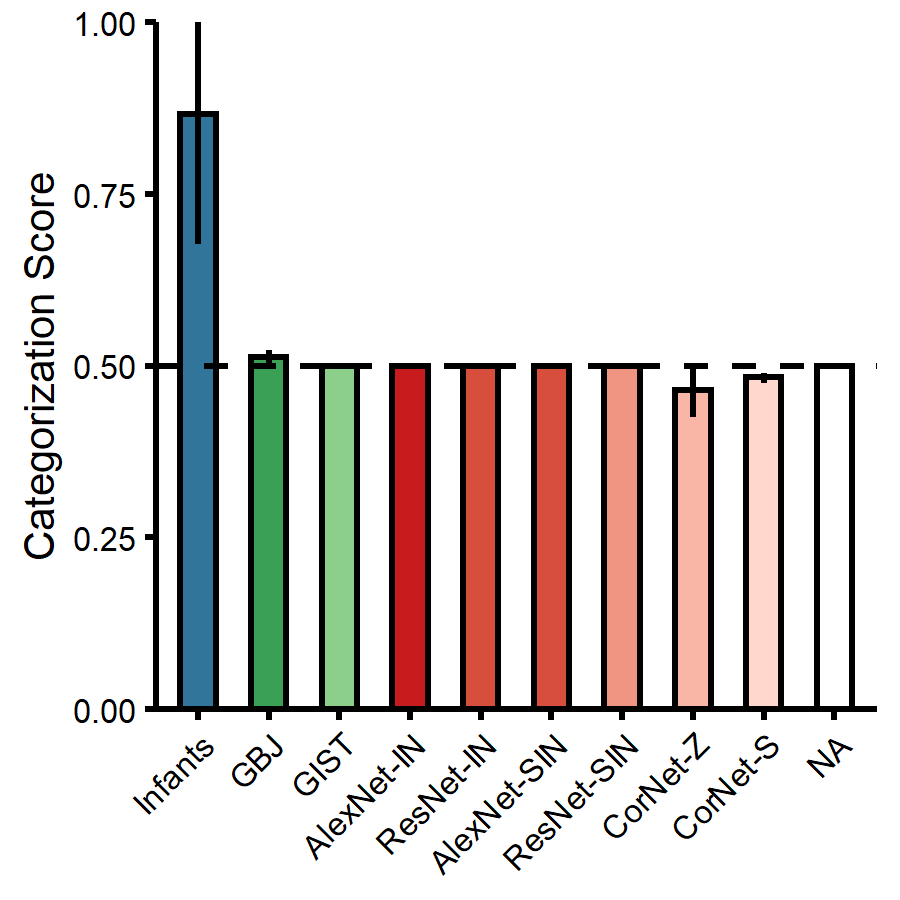 Categorization Score
1.00
0.75
0.50
0.25
0.00
Infants
GBJ
GIST
AlexNet-IN
ResNet-IN
AlexNet-SIN
ResNet-SIN
CorNet-Z
CorNet-S
NA